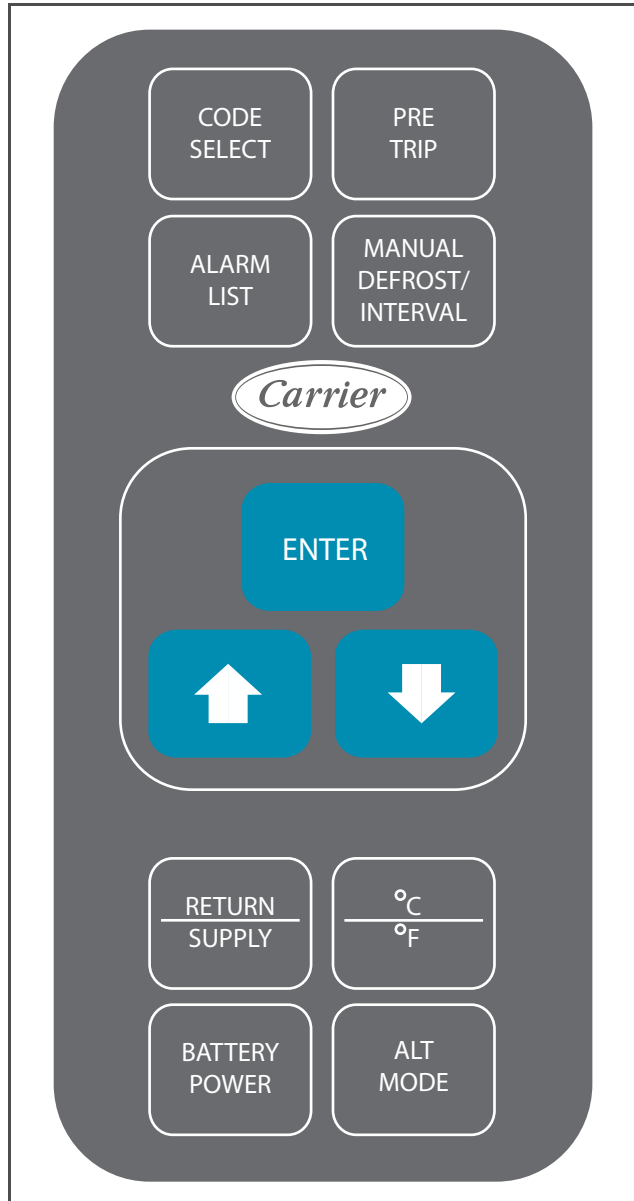 CODE
SELECT
PRE
TRIP
ALARM
LIST
MANUAL
DEFROST/
INTERVAL
Carrier
ENTER
RETURN
SUPPLY
°C
°F
BATTERY
POWER
ALT
MODE